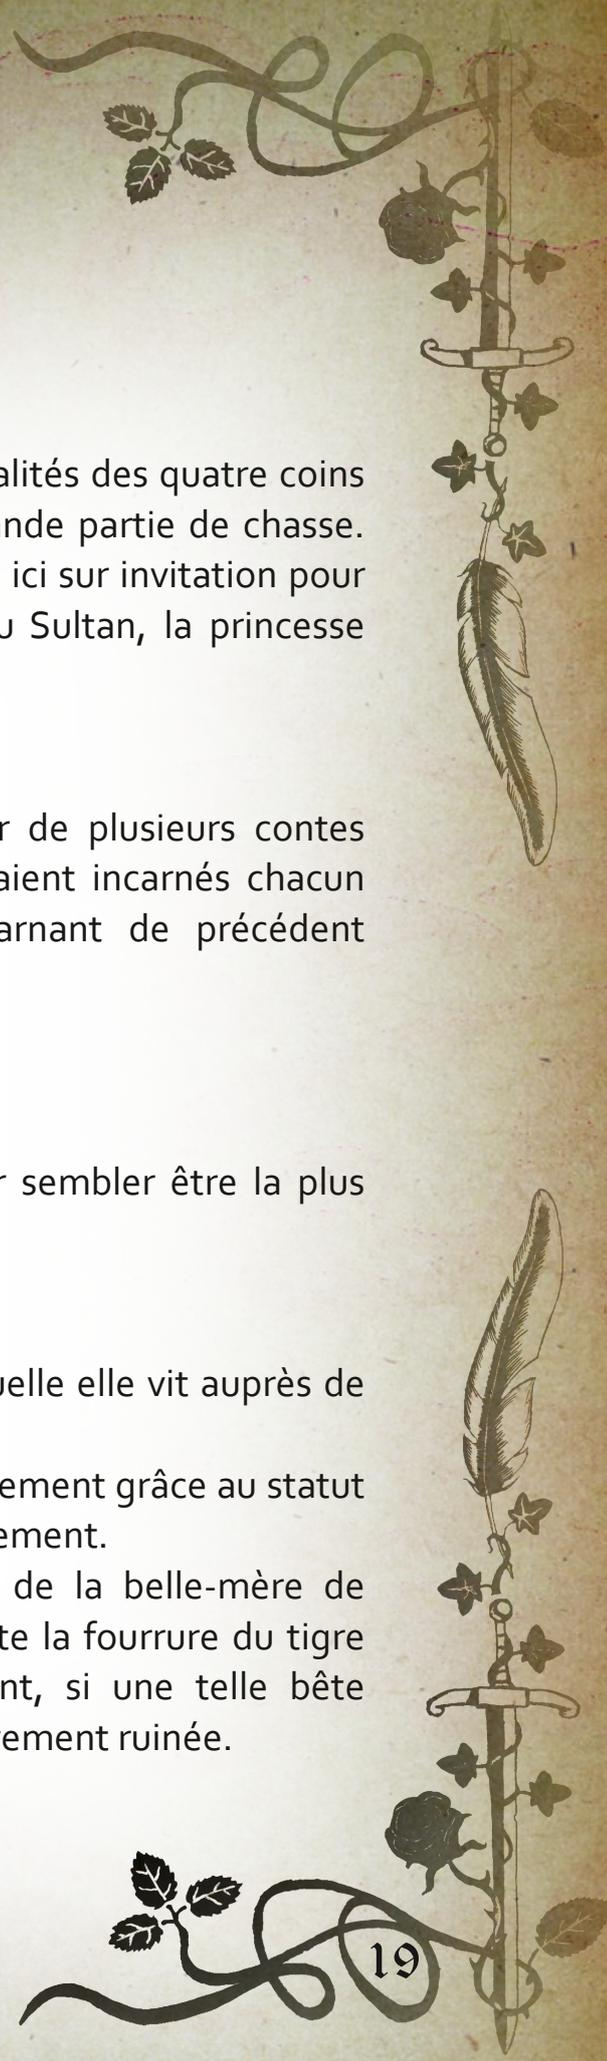 alités des quatre coins
nde partie de chasse.
ici sur invitation pour
u Sultan, la princesse
r de plusieurs contes
aient incarnés chacun
arnant de précédent
r sembler être la plus
uelle elle vit auprès de
ement grâce au statut
ement.
de la belle-mère de
te la fourrure du tigre
nt, si une telle bête
rement ruinée.
19